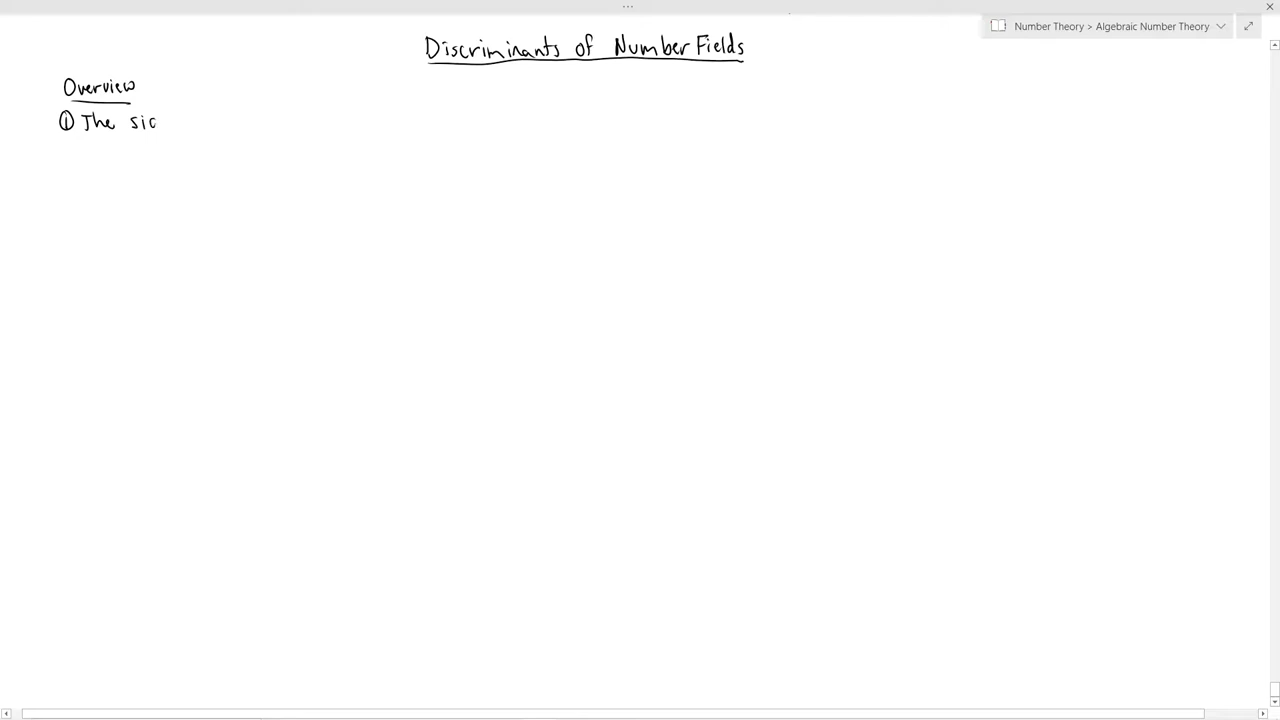 Number Theory > Algebraic Number Theory
Discriminants of Number Fields
Overview
① The sic